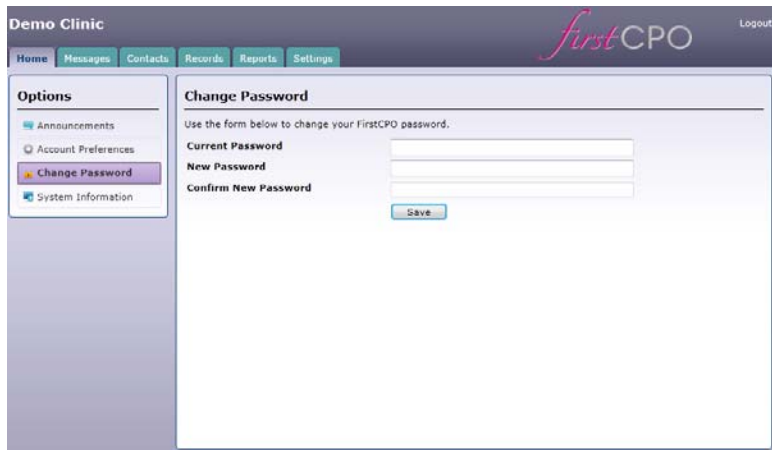 Demo Clinic
firstCPO
Logout
Home Messages Contacts Records Reports Settings
Options
Announcements
Account Preferences
Change Password
System Information
Change Password
Use the form below to change your FirstCPO password.
Current Password
New Password
Confirm New Password
Save